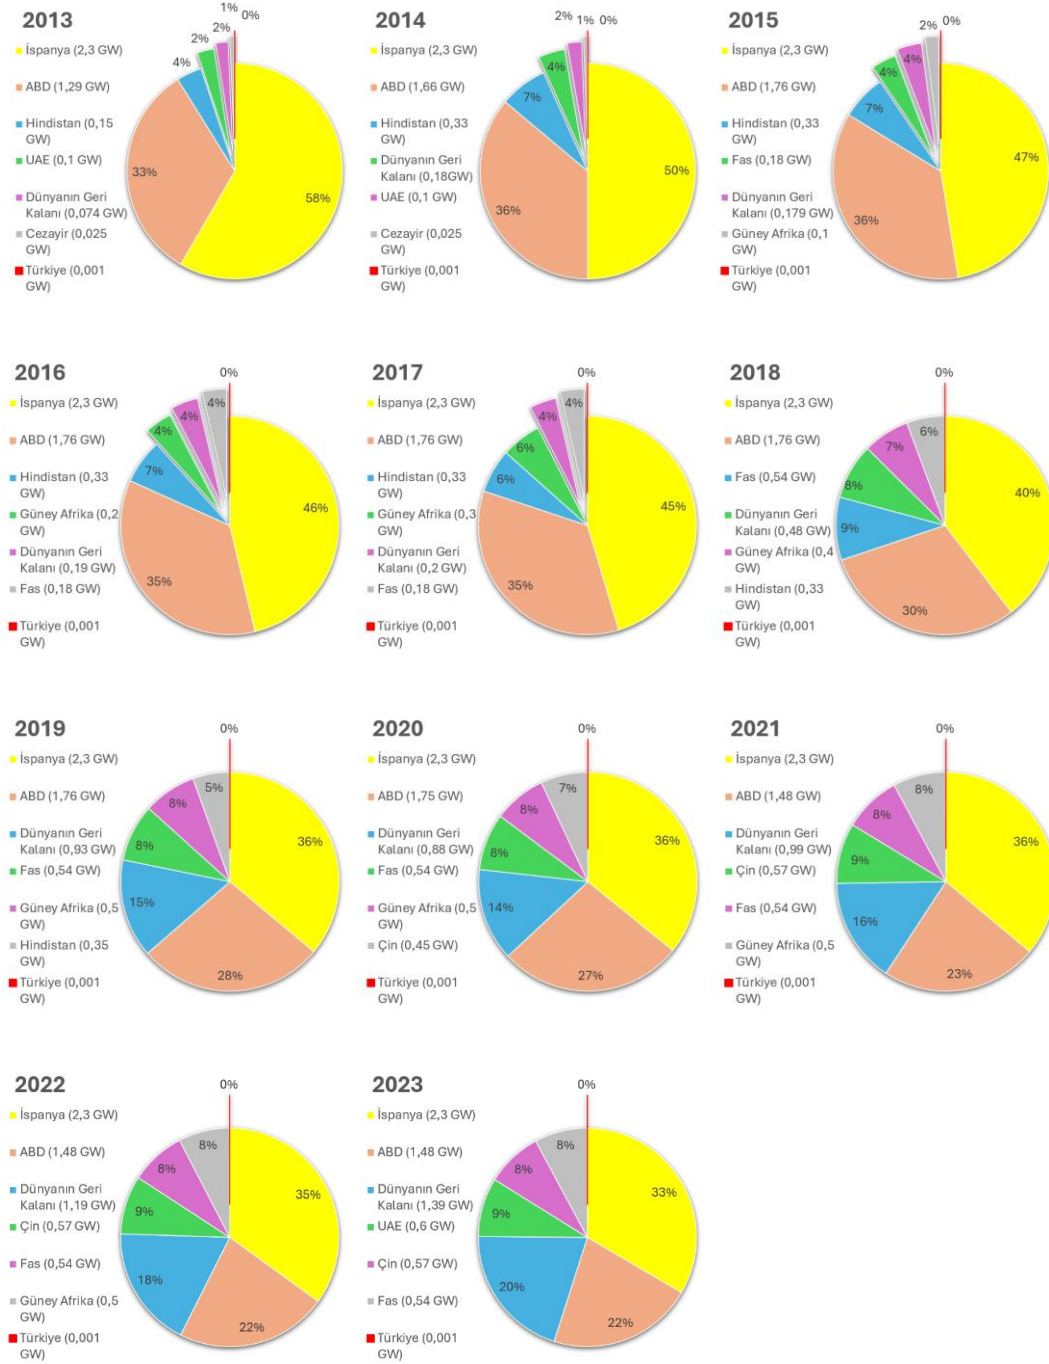 2013
İspanya (2,3 GW)
ABD (1,29 GW)
Hindistan (0,15
GW)
UAE (0,1 GW)
Dünyanın Geri
Kalanı (0,074 GW)
Cezayir (0,025
GW)
Türkiye (0,001
GW)
1%
0%
2%
2%
4%
33%
58%
2014
İspanya (2,3 GW)
ABD (1,66 GW)
Hindistan (0,33
GW)
Dünyanın Geri
Kalanı (0,18GW)
UAE (0,1 GW)
Cezayir (0,025
GW)
Türkiye (0,001
GW)
2%
1%
0%
4%
7%
36%
50%
2015
İspanya (2,3 GW)
ABD (1,76 GW)
Hindistan (0,33
GW)
Fas (0,18 GW)
Dünyanın Geri
Kalanı (0,179 GW)
Güney Afrika (0,1
GW)
Türkiye (0,001
GW)
2%
0%
4%
4%
7%
36%
47%
2016
İspanya (2,3 GW)
ABD (1,76 GW)
Hindistan (0,33
GW)
Güney Afrika (0,2
GW)
Dünyanın Geri
Kalanı (0,19 GW)
Fas (0,18 GW)
Türkiye (0,001
GW)
0%
4%
4%
4%
7%
35%
46%
2017
İspanya (2,3 GW)
ABD (1,76 GW)
Hindistan (0,33
GW)
Güney Afrika (0,3
GW)
Dünyanın Geri
Kalanı (0,2 GW)
Fas (0,18 GW)
Türkiye (0,001
GW)
0%
4%
4%
6%
6%
35%
45%
2018
İspanya (2,3 GW)
ABD (1,76 GW)
Fas (0,54 GW)
Dünyanın Geri
Kalanı (0,48 GW)
Güney Afrika (0,4
GW)
Hindistan (0,33
GW)
Türkiye (0,001
GW)
0%
6%
7%
8%
9%
30%
40%
2019
İspanya (2,3 GW)
ABD (1,76 GW)
Dünyanın Geri
Kalanı (0,93 GW)
Fas (0,54 GW)
Güney Afrika (0,5
GW)
Hindistan (0,35
GW)
Türkiye (0,001
GW)
0%
5%
8%
8%
15%
28%
36%
2020
İspanya (2,3 GW)
ABD (1,75 GW)
Dünyanın Geri
Kalanı (0,88 GW)
Fas (0,54 GW)
Güney Afrika (0,5
GW)
Çin (0,45 GW)
Türkiye (0,001
GW)
0%
7%
8%
8%
14%
27%
36%
2021
İspanya (2,3 GW)
ABD (1,48 GW)
Dünyanın Geri
Kalanı (0,99 GW)
Çin (0,57 GW)
Fas (0,54 GW)
Güney Afrika (0,5
GW)
Türkiye (0,001
GW)
0%
8%
8%
9%
16%
23%
36%
2022
İspanya (2,3 GW)
ABD (1,48 GW)
Dünyanın Geri
Kalanı (1,19 GW)
Çin (0,57 GW)
Fas (0,54 GW)
Güney Afrika (0,5
GW)
Türkiye (0,001
GW)
0%
8%
8%
9%
18%
22%
35%
2023
İspanya (2,3 GW)
ABD (1,48 GW)
Dünyanın Geri
Kalanı (1,39 GW)
UAE (0,6 GW)
Çin (0,57 GW)
Fas (0,54 GW)
Türkiye (0,001
GW)
0%
8%
8%
9%
20%
22%
33%